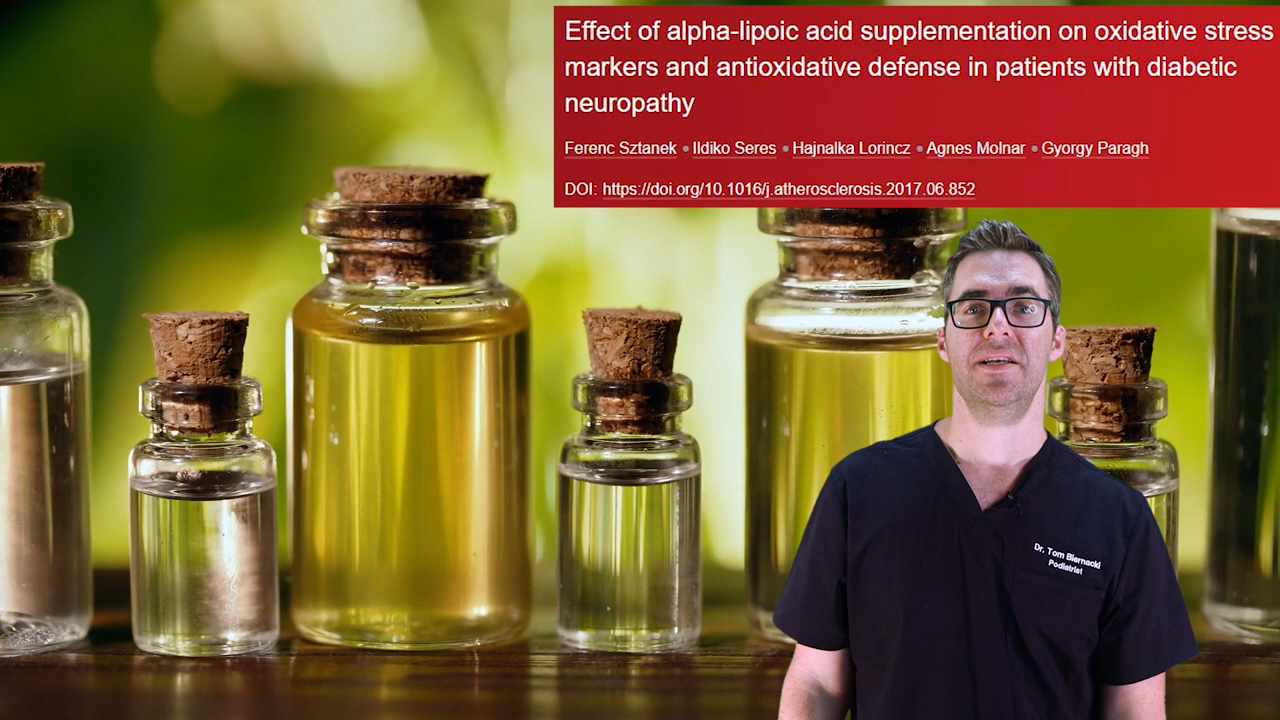 Effect of alpha-lipoic acid supplementation on oxidative stress
markers and antioxidative defense in patients with diabetic
neuropathy
Ferenc Sztanek • Ildiko Seres • Hajnalka Lorincz • Agnes Molnar • Gyorgy Paragh
DOI: https://doi.org/10.1016/j.atherosclerosis.2017.06.852
Dr. Tom Biernacki
Podiatrist